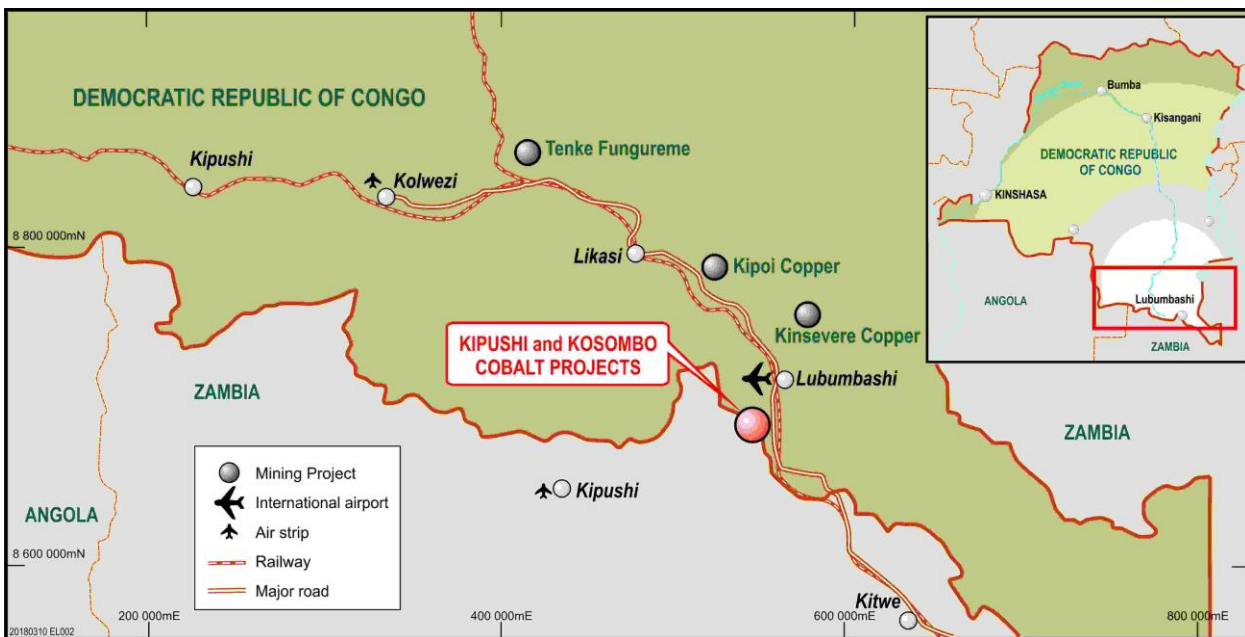 DEMOCRATIC REPUBLIC OF CONGO
Tenke Fungureme
Kipushi
Kolwezi
8 800 000mN
Likasi
Kipoi Copper
Kinsevere Copper
KIPUSHI and KOSOMBO
COBALT PROJECTS
Lubumbashi
ZAMBIA
ZAMBIA
Kipushi
ANGOLA
8 600 000mN
Kitwe
200 000mE
400 000mE
600 000mE
800 000mE
20180310 EL002
Mining Project
International airport
Air strip
Railway
Major road
Bumba
Kisangani
DEMOCRATIC REPUBLIC
OF CONGO
KINSHASA
ANGOLA
Lubumbashi
ZAMBIA